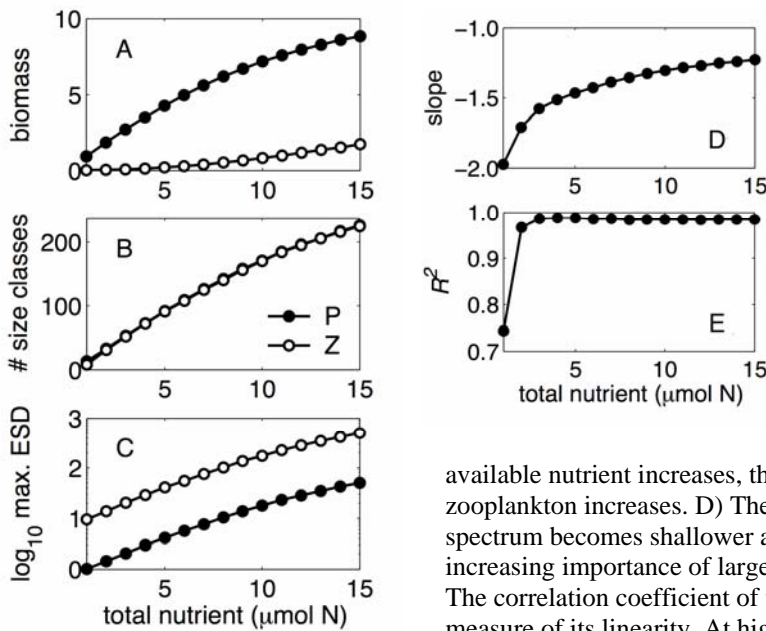 A
biomass
10
5
0
5
10
15
B
# size classes
200
100
0
P
Z
5
10
15
C
log10 max. ESD
3
2
1
0
5
10
15
total nutrient (μmol N)
D
slope
−1.0
−1.5
−2.0
5
10
15
E
R2
1.0
0.9
0.8
0.7
5
10
15
total nutrient (μmol N)
available nutrient increases, th
zooplankton increases. D) The
spectrum becomes shallower a
increasing importance of large
The correlation coefficient of
measure of its linearity. At hig